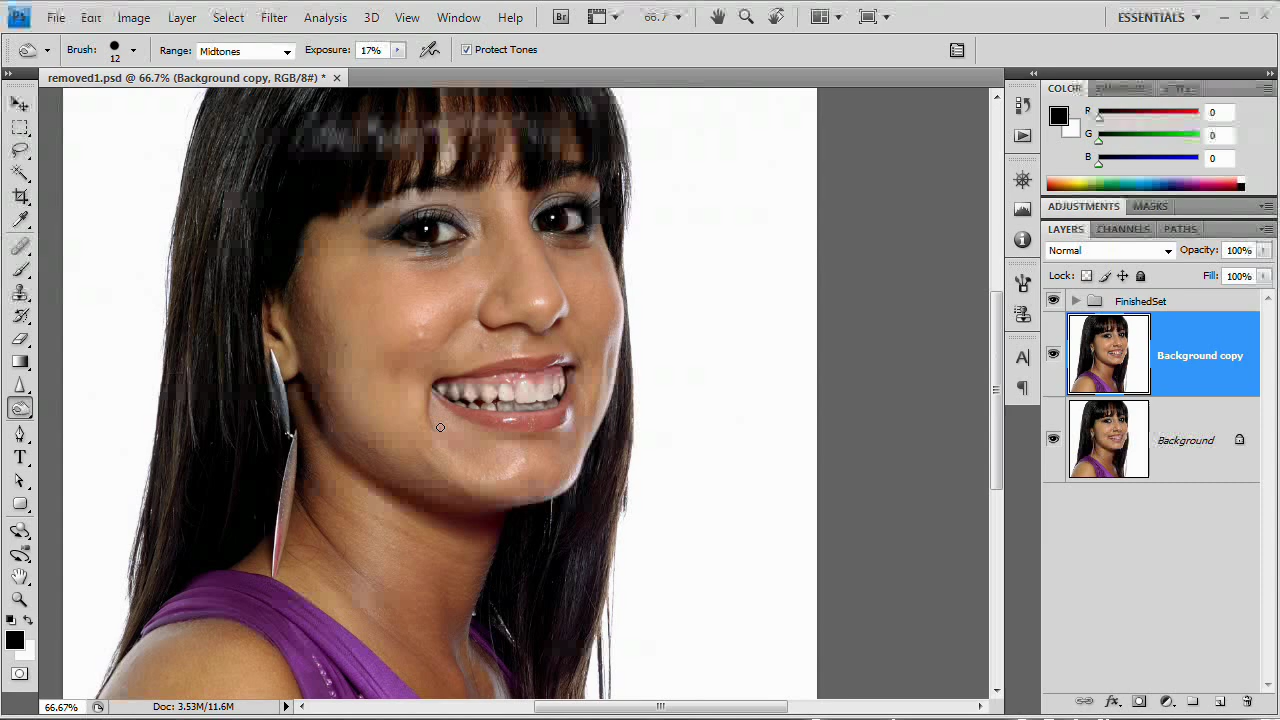 Ps File Edit Image Layer Select Filter Analysis 3D View Window Help Br 66.7 ESSENTIALS
Brush: 12 Range: Midtones Exposure: 17% Protect Tones
removed1.psd @ 66.7% (Background copy, RGB/8#) *
COLOR
R 0
G 0
B 0
ADJUSTMENTS MASKS
LAYERS CHANNELS PATHS
Normal Opacity: 100%
Lock: Fill: 100%
FinishedSet
Background copy
Background
A
T
fx
66.67% Doc: 3.53M/11.6M